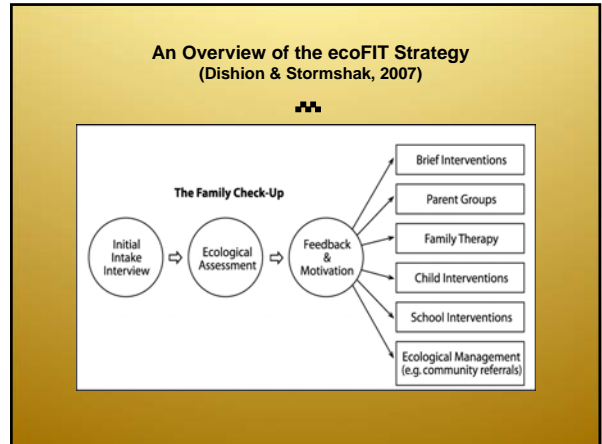 An Overview of the ecoFIT Strategy
(Dishion & Stormshak, 2007)
The Family Check-Up
Initial
Intake
Interview
Ecological
Assessment
Feedback
&
Motivation
Brief Interventions
Parent Groups
Family Therapy
Child Interventions
School Interventions
Ecological Management
(e.g. community referrals)